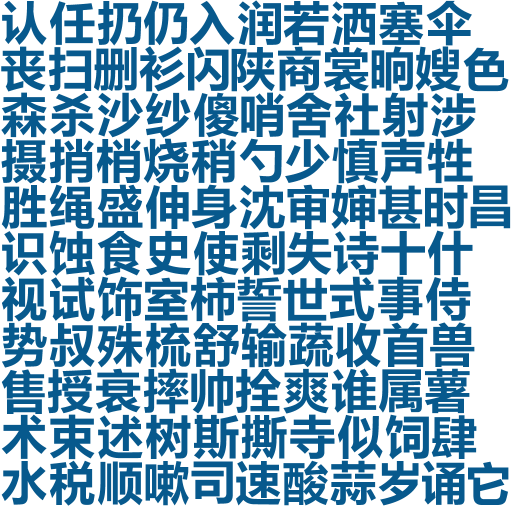 认任扔仍入润若洒塞伞
丧扫删衫闪陕商裳晌嫂色
森杀沙纱傻哨舍社射涉
摄捎梢烧稍勺少慎声牲
胜绳盛伸身沈审婶甚时昌
识蚀食史使剩失诗十什
视试饰室柿誓世式事侍
势叔殊梳舒输蔬收首兽
售授衰摔帅拴爽谁属薯
术束述树斯撕寺似饲肆
水税顺嗽司速酸蒜岁诵它